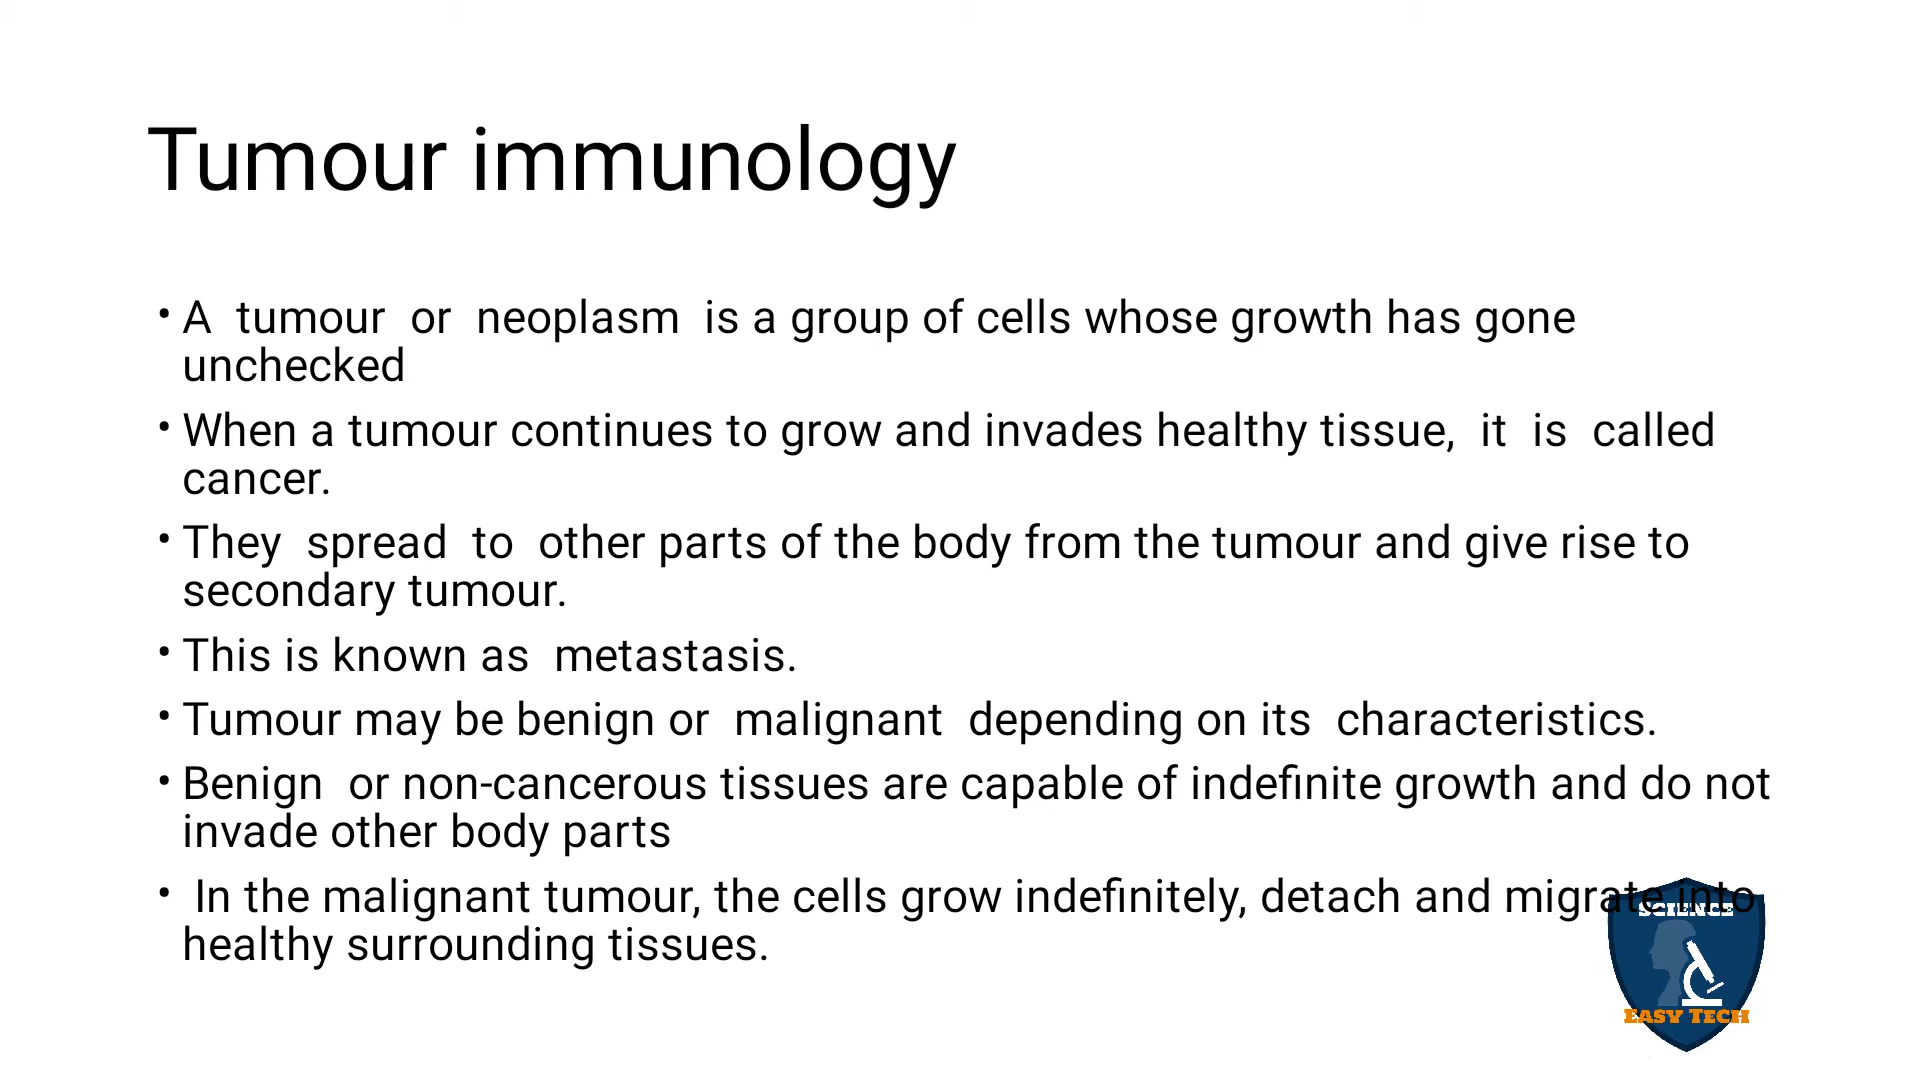 Tumour immunology
• A tumour or neoplasm is a group of cells whose growth has gone
unchecked
• When a tumour continues to grow and invades healthy tissue, it is called
cancer.
• They spread to other parts of the body from the tumour and give rise to
secondary tumour.
• This is known as metastasis.
• Tumour may be benign or malignant depending on its characteristics.
• Benign or non-cancerous tissues are capable of indefinite growth and do not
invade other body parts
• In the malignant tumour, the cells grow indefinitely, detach and migrate into
healthy surrounding tissues.
SCIENCE
EASY TECH